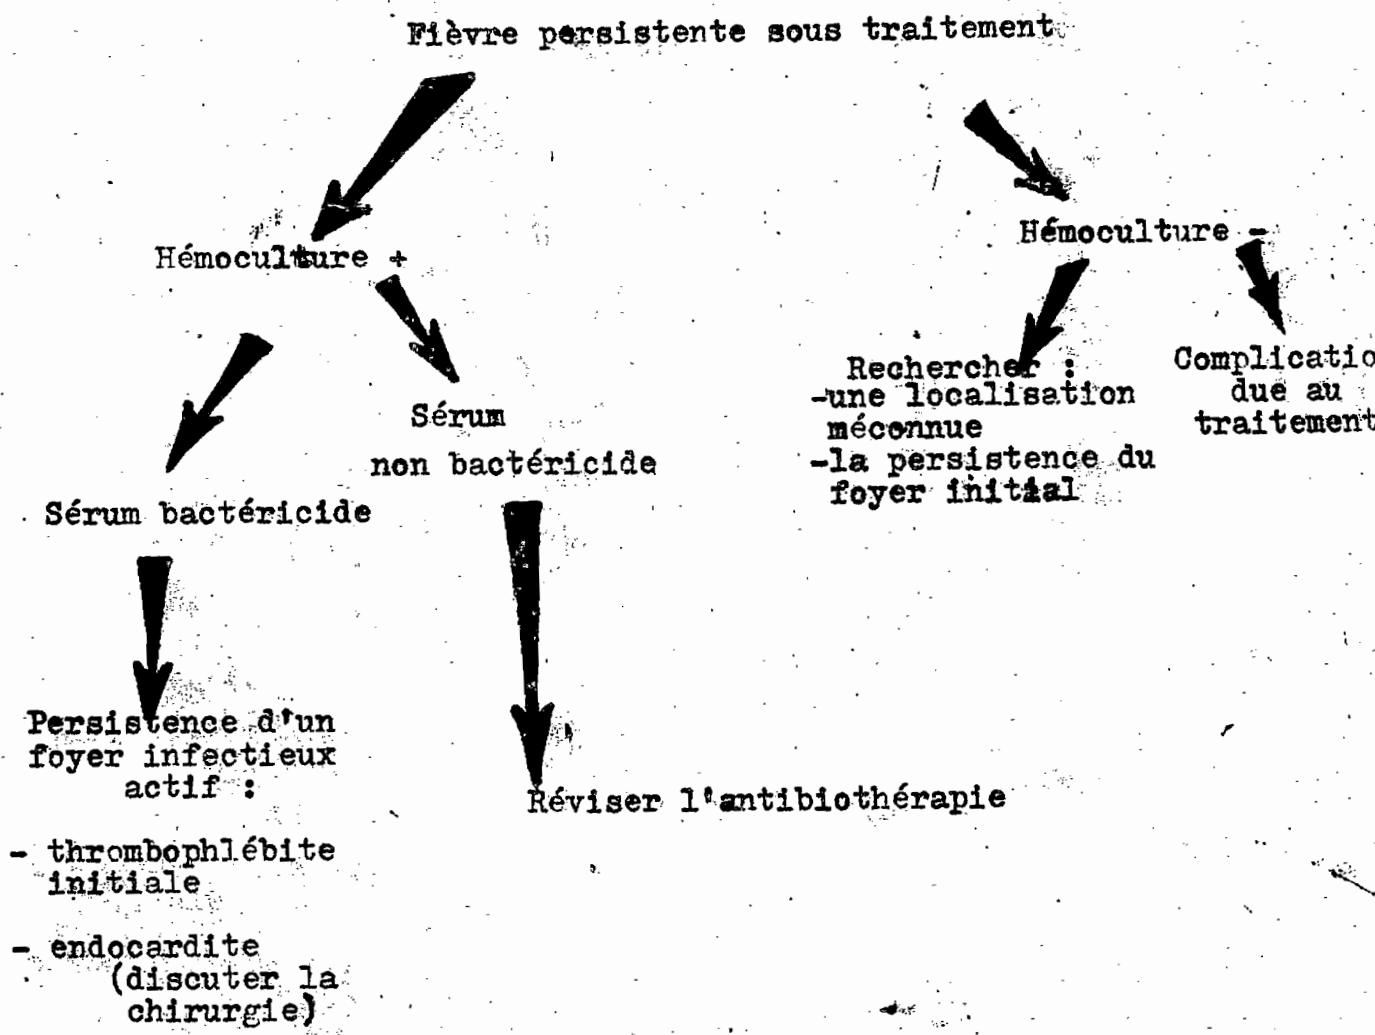 Fièvre persistente sous traitement
Hémoculture +
Hémoculture -
Sérum
non bactéricide
Sérum bactéricide
Rechercher :
-une localisation
méconnue
-la persistence du
foyer initial
Complicatio
due au
traitement
Persistence d'un
foyer infectieux
actif :
- thrombophlébite
initiale
- endocardite
(discuter la
chirurgie)
Réviser l'antibiothérapie